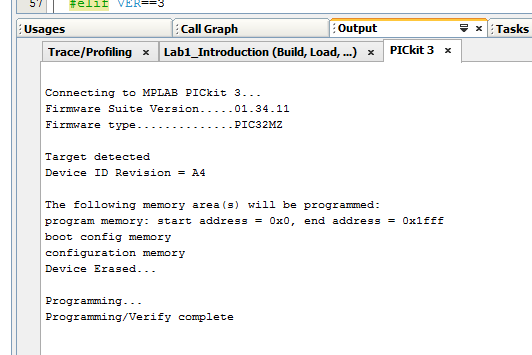 57
#elif VER==3
Usages
Call Graph
Output
Tasks
Trace/Profiling
Lab1_Introduction (Build, Load, ...)
PICkit 3
Connecting to MPLAB PICkit 3...
Firmware Suite Version.....01.34.11
Firmware type..............PIC32MZ
Target detected
Device ID Revision = A4
The following memory area(s) will be programmed:
program memory: start address = 0x0, end address = 0x1fff
boot config memory
configuration memory
Device Erased...
Programming...
Programming/Verify complete